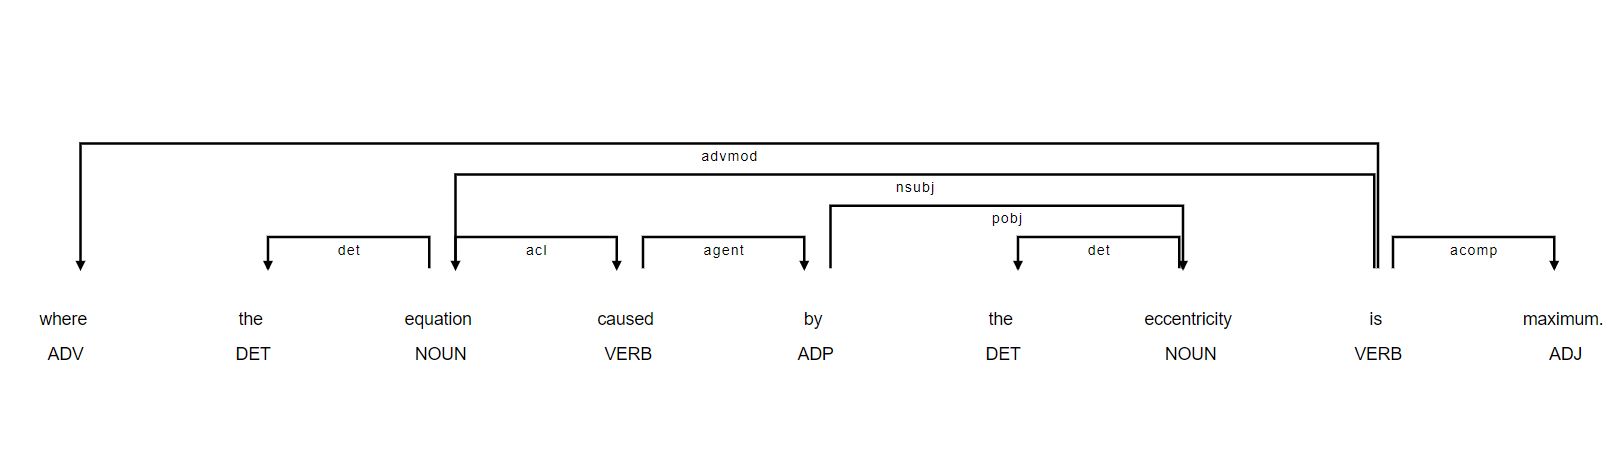 advmod
nsubj
pobj
det acl agent det acomp
where the equation caused by the eccentricity is maximum.
ADV DET NOUN VERB ADP DET NOUN VERB ADJ